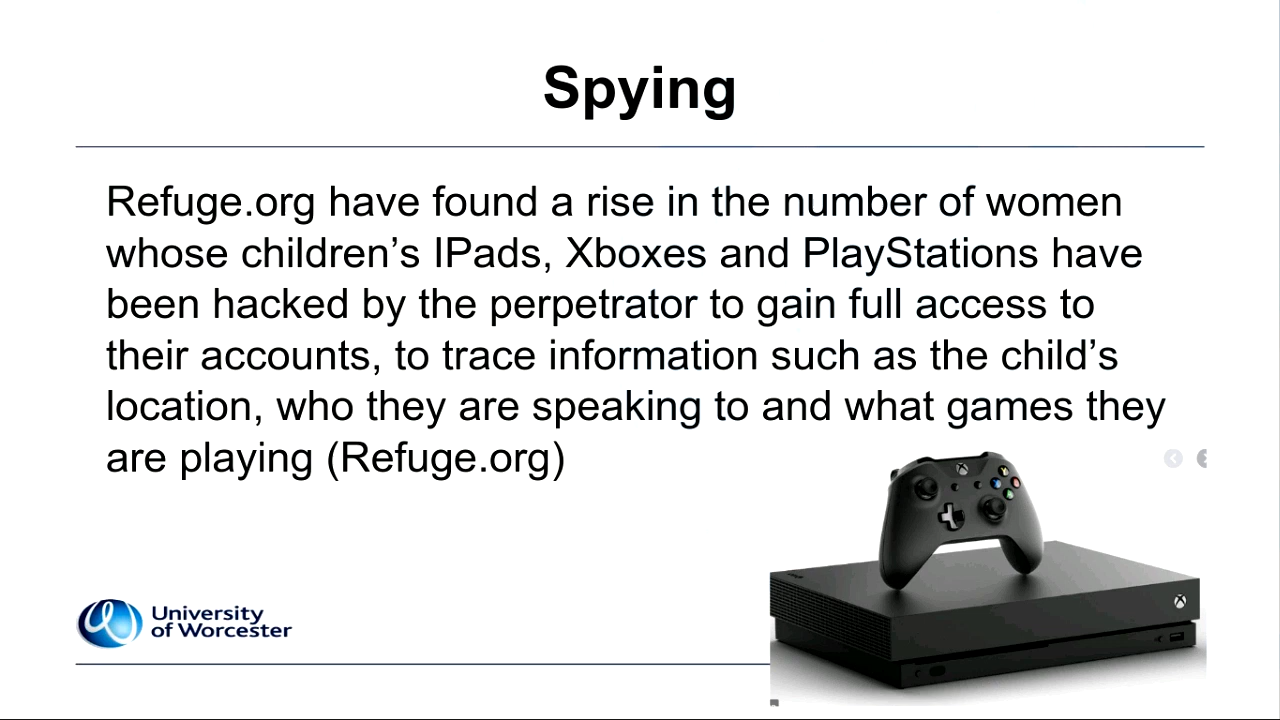 Spying
Refuge.org have found a rise in the number of women
whose children’s IPads, Xboxes and PlayStations have
been hacked by the perpetrator to gain full access to
their accounts, to trace information such as the child’s
location, who they are speaking to and what games they
are playing (Refuge.org)
University
of Worcester